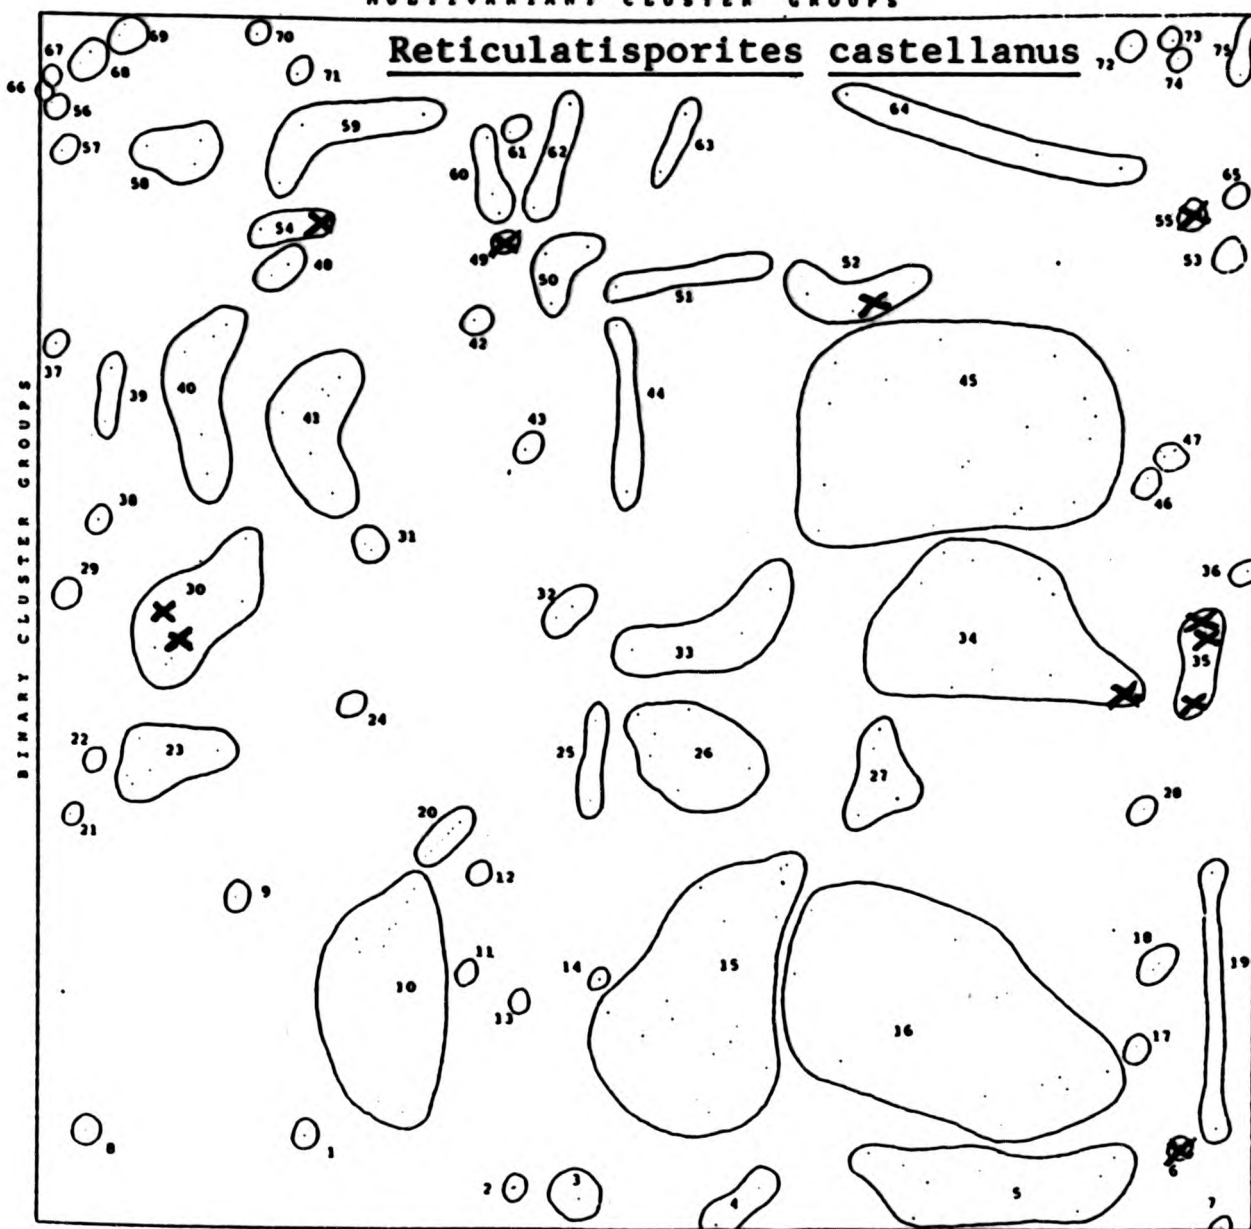 MULTIVARIANT CLUSTER GROUPS
Reticulatisporites castellanus
BINARY CLUSTER GROUPS
67 69 70 73 75
68 71 72 74
66
56 59 64
57 58 60 61 62 63 65
54 49 55
48 50 51 52 53
42
37 39 40 41 43 44 45 47
46
38 31
29 30 32 33 34 35 36
24
22 23 25 26 27 28
21 20
9 12
10 11 13 14 15 16 17 18 19
8 1 6
2 3 4 5 7